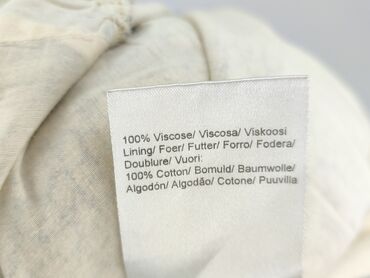 100% Viscose/ Viscosa/ Viskoosi
Lining/ Foer/ Futter/ Forro/ Fodera/
Doublure/ Vuori:
100% Cotton/ Bomuld/ Baumwolle/
Algodón/ Algodão/ Cotone/ Puuvilla